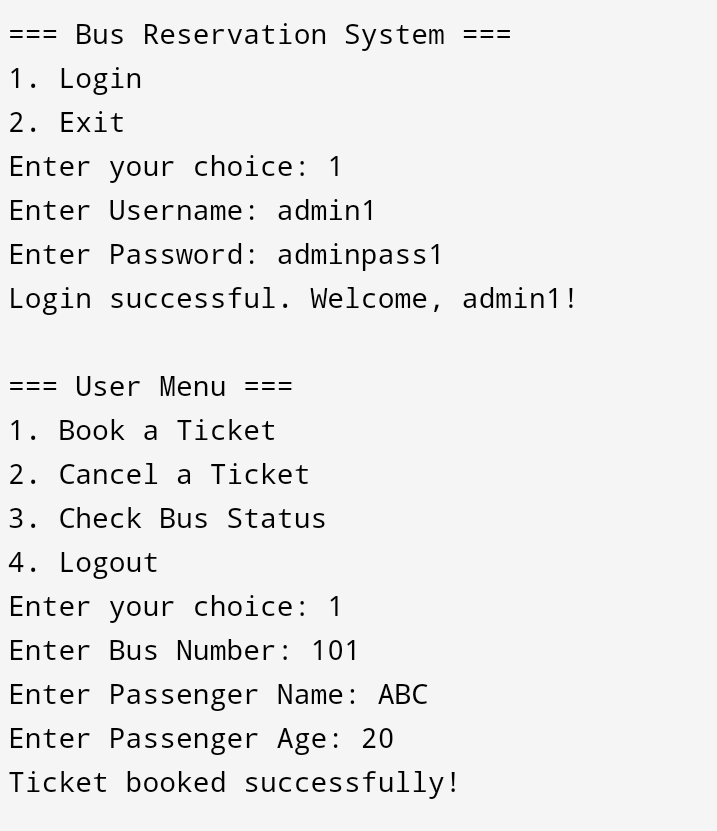 === Bus Reservation System ===
1. Login
2. Exit
Enter your choice: 1
Enter Username: admin1
Enter Password: adminpass1
Login successful. Welcome, admin1!
=== User Menu ===
1. Book a Ticket
2. Cancel a Ticket
3. Check Bus Status
4. Logout
Enter your choice: 1
Enter Bus Number: 101
Enter Passenger Name: ABC
Enter Passenger Age: 20
Ticket booked successfully!